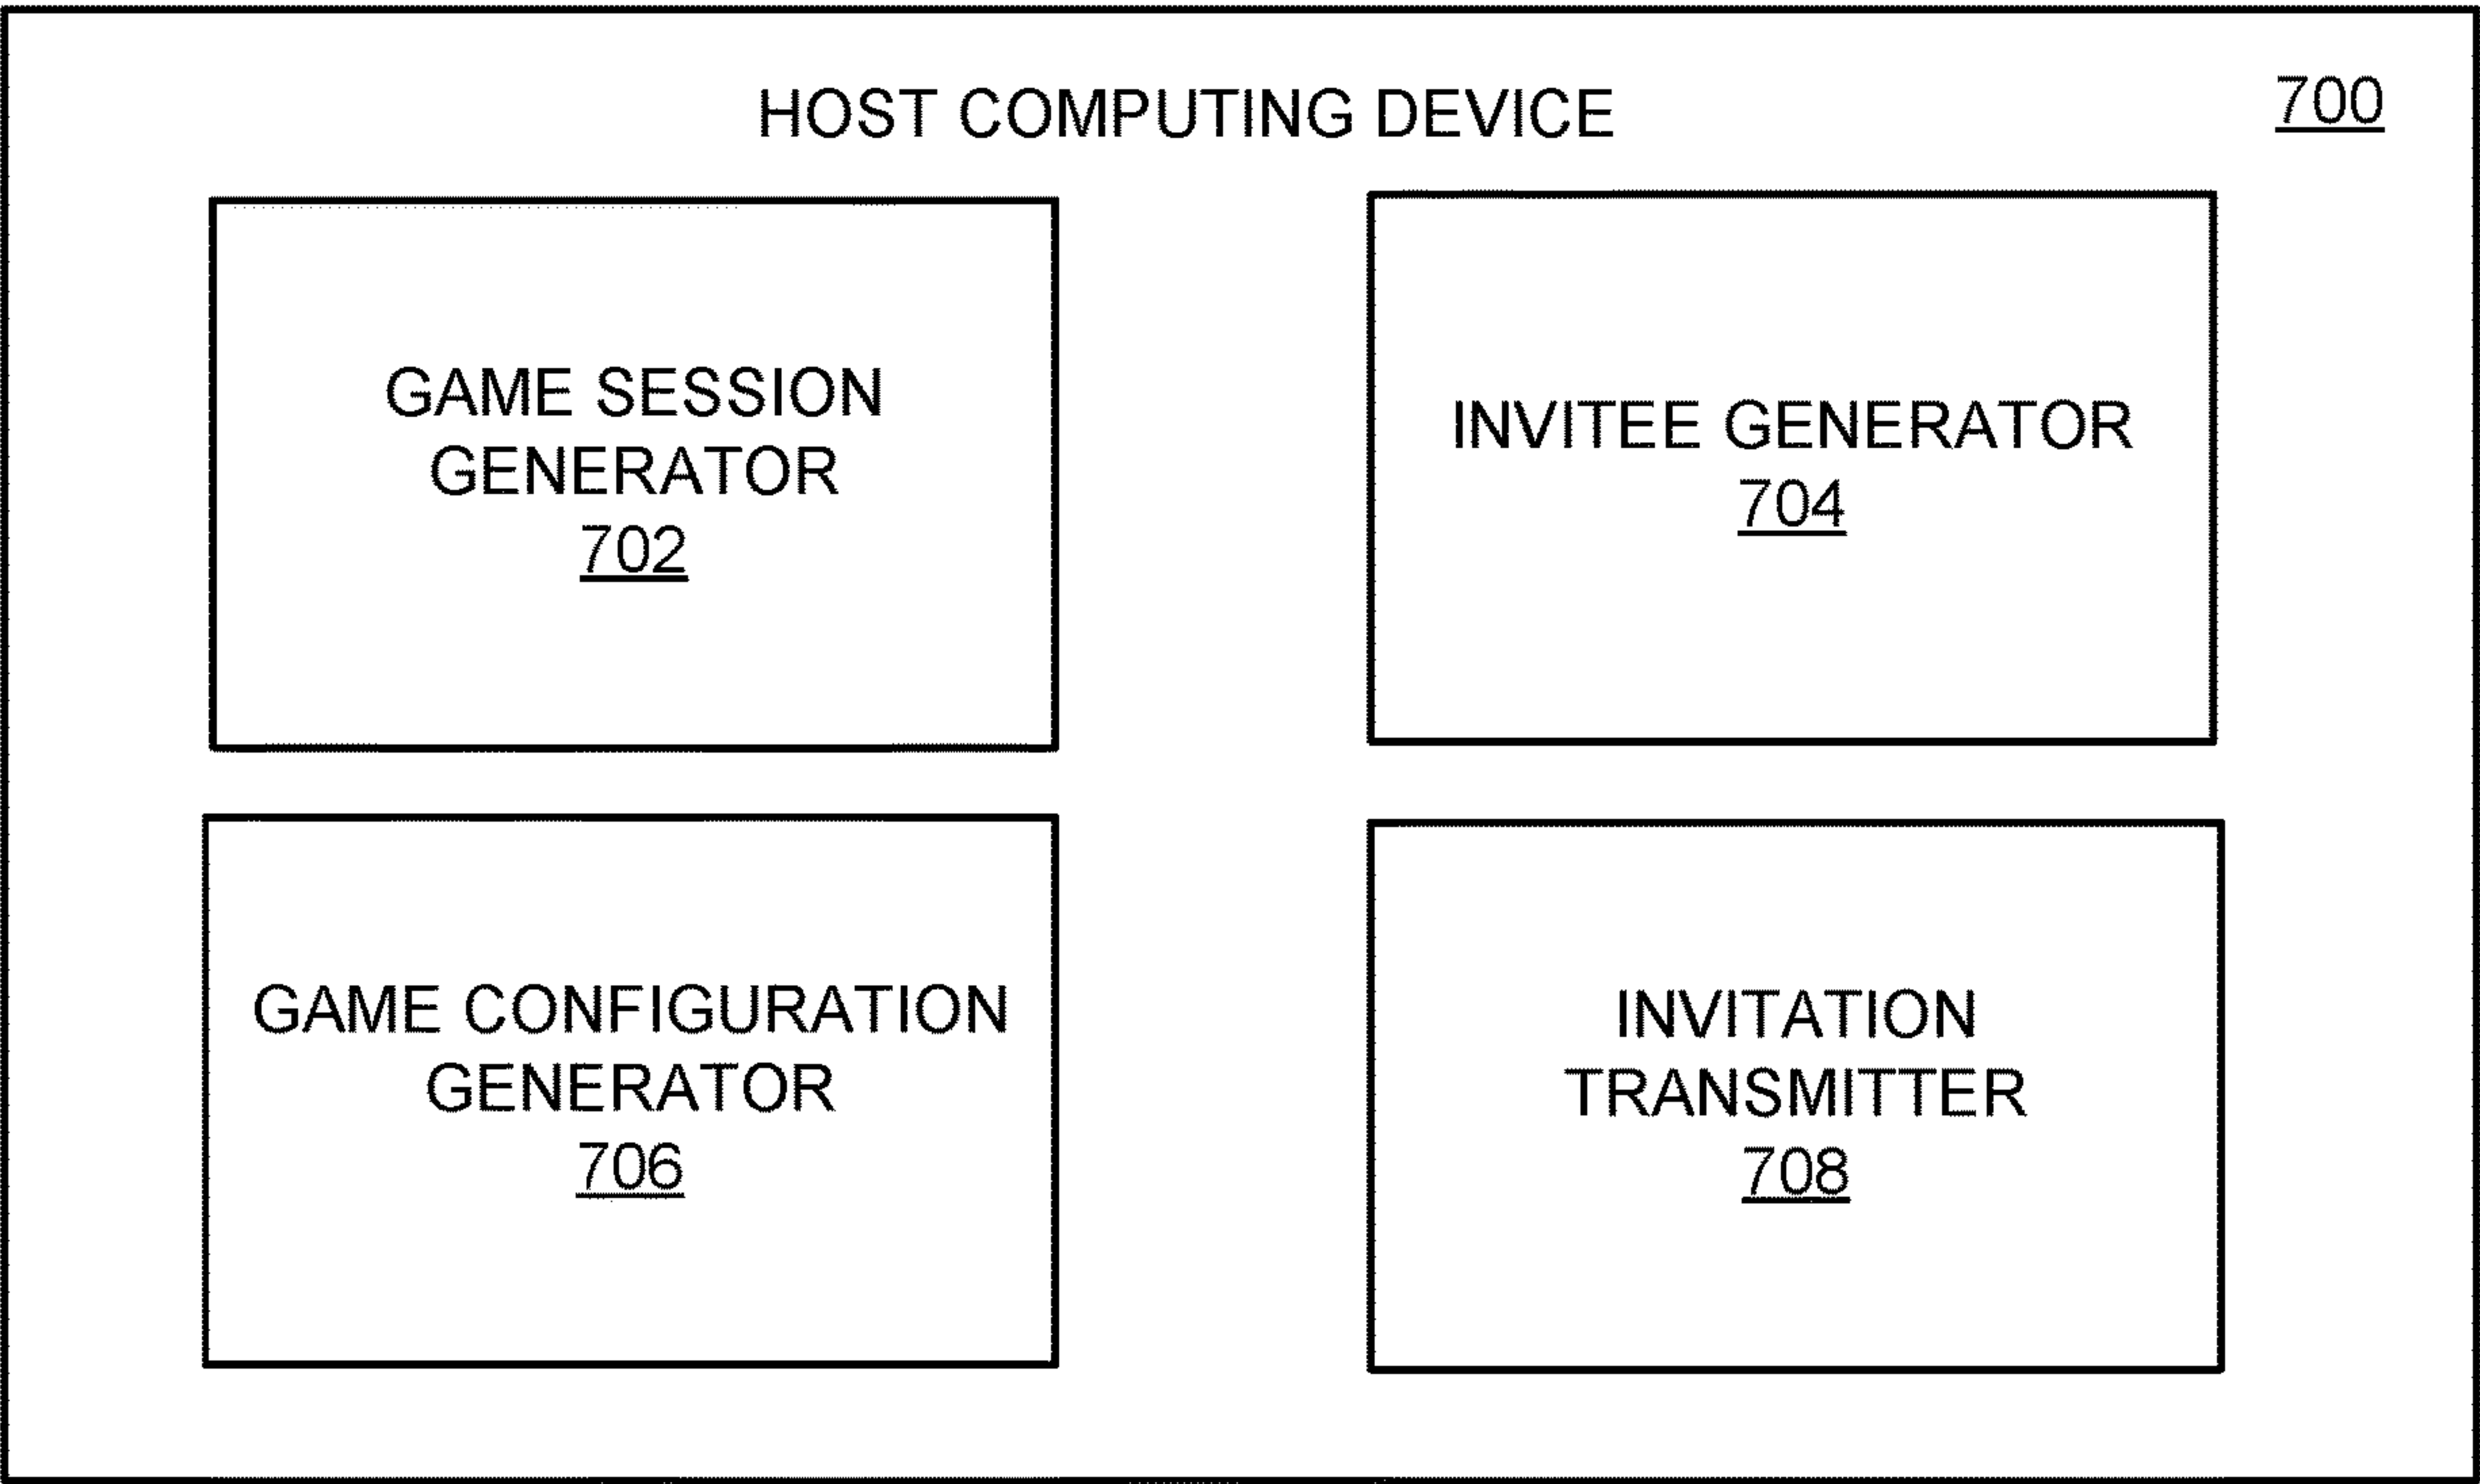 HOST COMPUTING DEVICE
700
GAME SESSION
GENERATOR
702
INVITEE GENERATOR
704
GAME CONFIGURATION
GENERATOR
706
INVITATION
TRANSMITTER
708